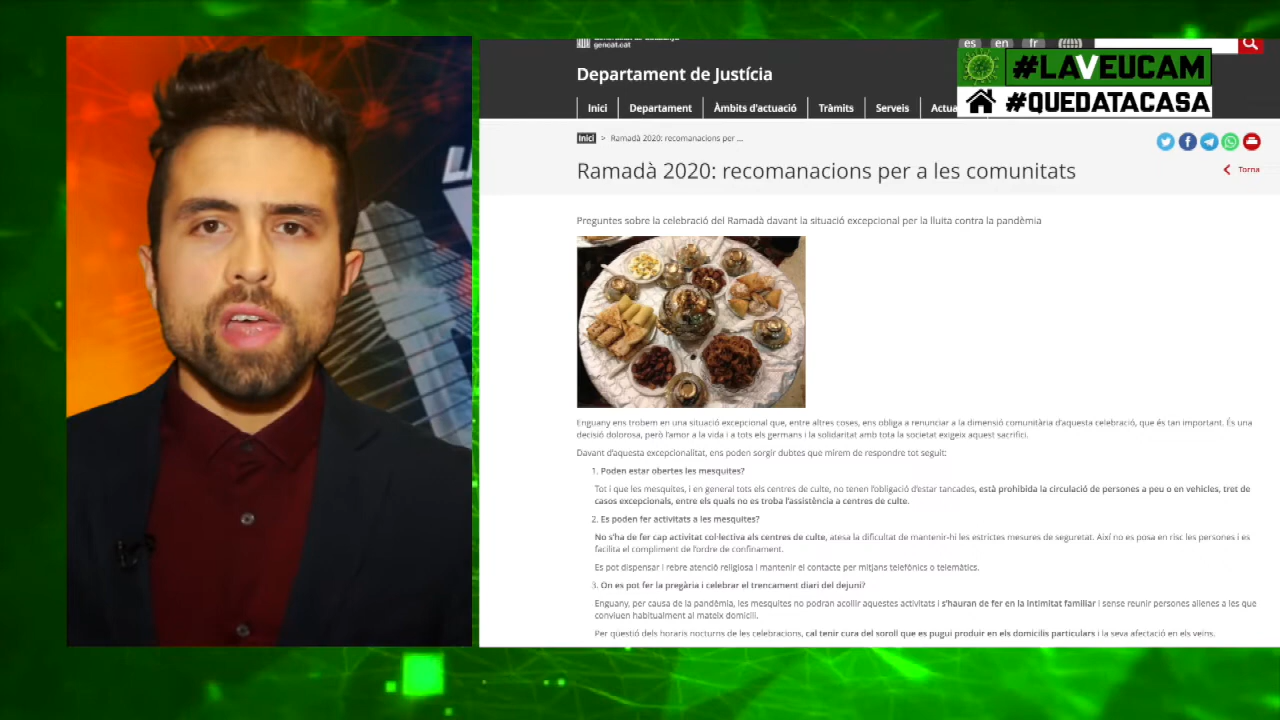 gencat.cat
es en fr
#LAVEUCAM
#QUEDATACASA
Departament de Justícia
Inici Departament Àmbits d'actuació Tràmits Serveis Actua
Inici > Ramadà 2020: recomanacions per ...
Ramadà 2020: recomanacions per a les comunitats
Torna
Preguntes sobre la celebració del Ramadà davant la situació excepcional per la lluita contra la pandèmia
Enguany ens trobem en una situació excepcional que, entre altres coses, ens obliga a renunciar a la dimensió comunitària d'aquesta celebració, que és tan important. És una
decisió dolorosa, però l'amor a la vida i a tots els germans i la solidaritat amb tota la societat exigeix aquest sacrifici.
Davant d'aquesta excepcionalitat, ens poden sorgir dubtes que mirem de respondre tot seguit:
1. Poden estar obertes les mesquites?
Tot i que les mesquites, i en general tots els centres de culte, no tenen l'obligació d'estar tancades, està prohibida la circulació de persones a peu o en vehicles, tret de
casos excepcionals, entre els quals no es troba l'assistència a centres de culte.
2. Es poden fer activitats a les mesquites?
No s'ha de fer cap activitat col·lectiva als centres de culte, atesa la dificultat de mantenir-hi les estrictes mesures de seguretat. Així no es posa en risc les persones i es
facilita el compliment de l'ordre de confinament.
Es pot dispensar i rebre atenció religiosa i mantenir el contacte per mitjans telefònics o telemàtics.
3. On es pot fer la pregària i celebrar el trencament diari del dejuni?
Enguany, per causa de la pandèmia, les mesquites no podran acollir aquestes activitats i s'hauran de fer en la intimitat familiar i sense reunir persones alienes a les que
conviuen habitualment al mateix domicili.
Per qüestió dels horaris nocturns de les celebracions, cal tenir cura del soroll que es pugui produir en els domicilis particulars i la seva afectació en els veïns.